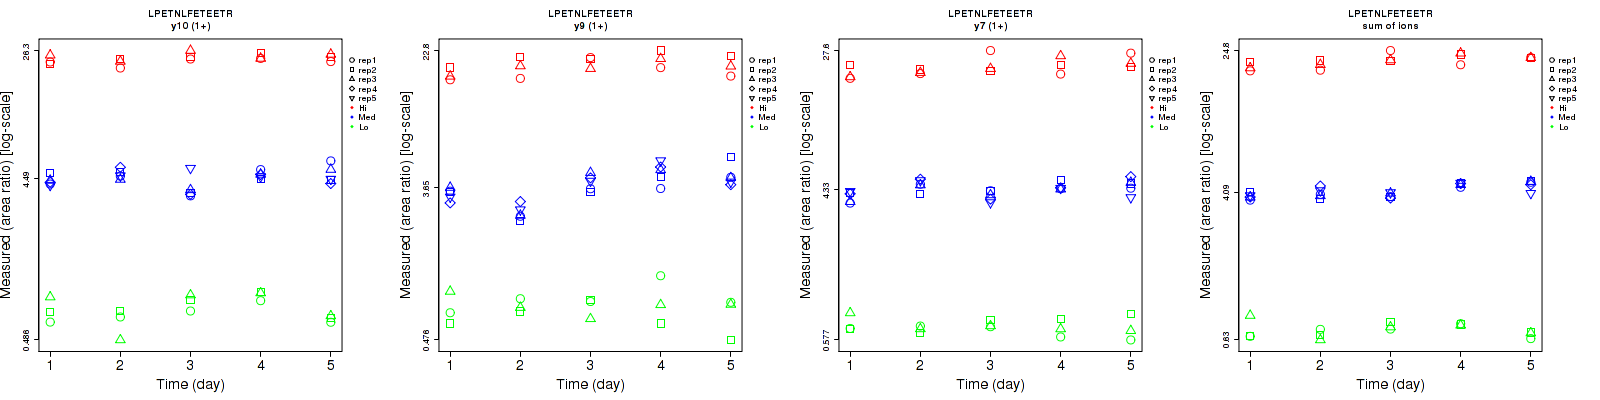 LPETNLFETEETR
y10 (1+)
Measured (area ratio) [log-scale]
26.3
4.49
0.486
1 2 3 4 5
Time (day)
rep1
rep2
rep3
rep4
rep5
Hi
Med
Lo
LPETNLFETEETR
y9 (1+)
Measured (area ratio) [log-scale]
22.8
3.65
0.476
1 2 3 4 5
Time (day)
rep1
rep2
rep3
rep4
rep5
Hi
Med
Lo
LPETNLFETEETR
y7 (1+)
Measured (area ratio) [log-scale]
27.6
4.33
0.577
1 2 3 4 5
Time (day)
rep1
rep2
rep3
rep4
rep5
Hi
Med
Lo
LPETNLFETEETR
sum of ions
Measured (area ratio) [log-scale]
24.8
4.09
0.63
1 2 3 4 5
Time (day)
rep1
rep2
rep3
rep4
rep5
Hi
Med
Lo